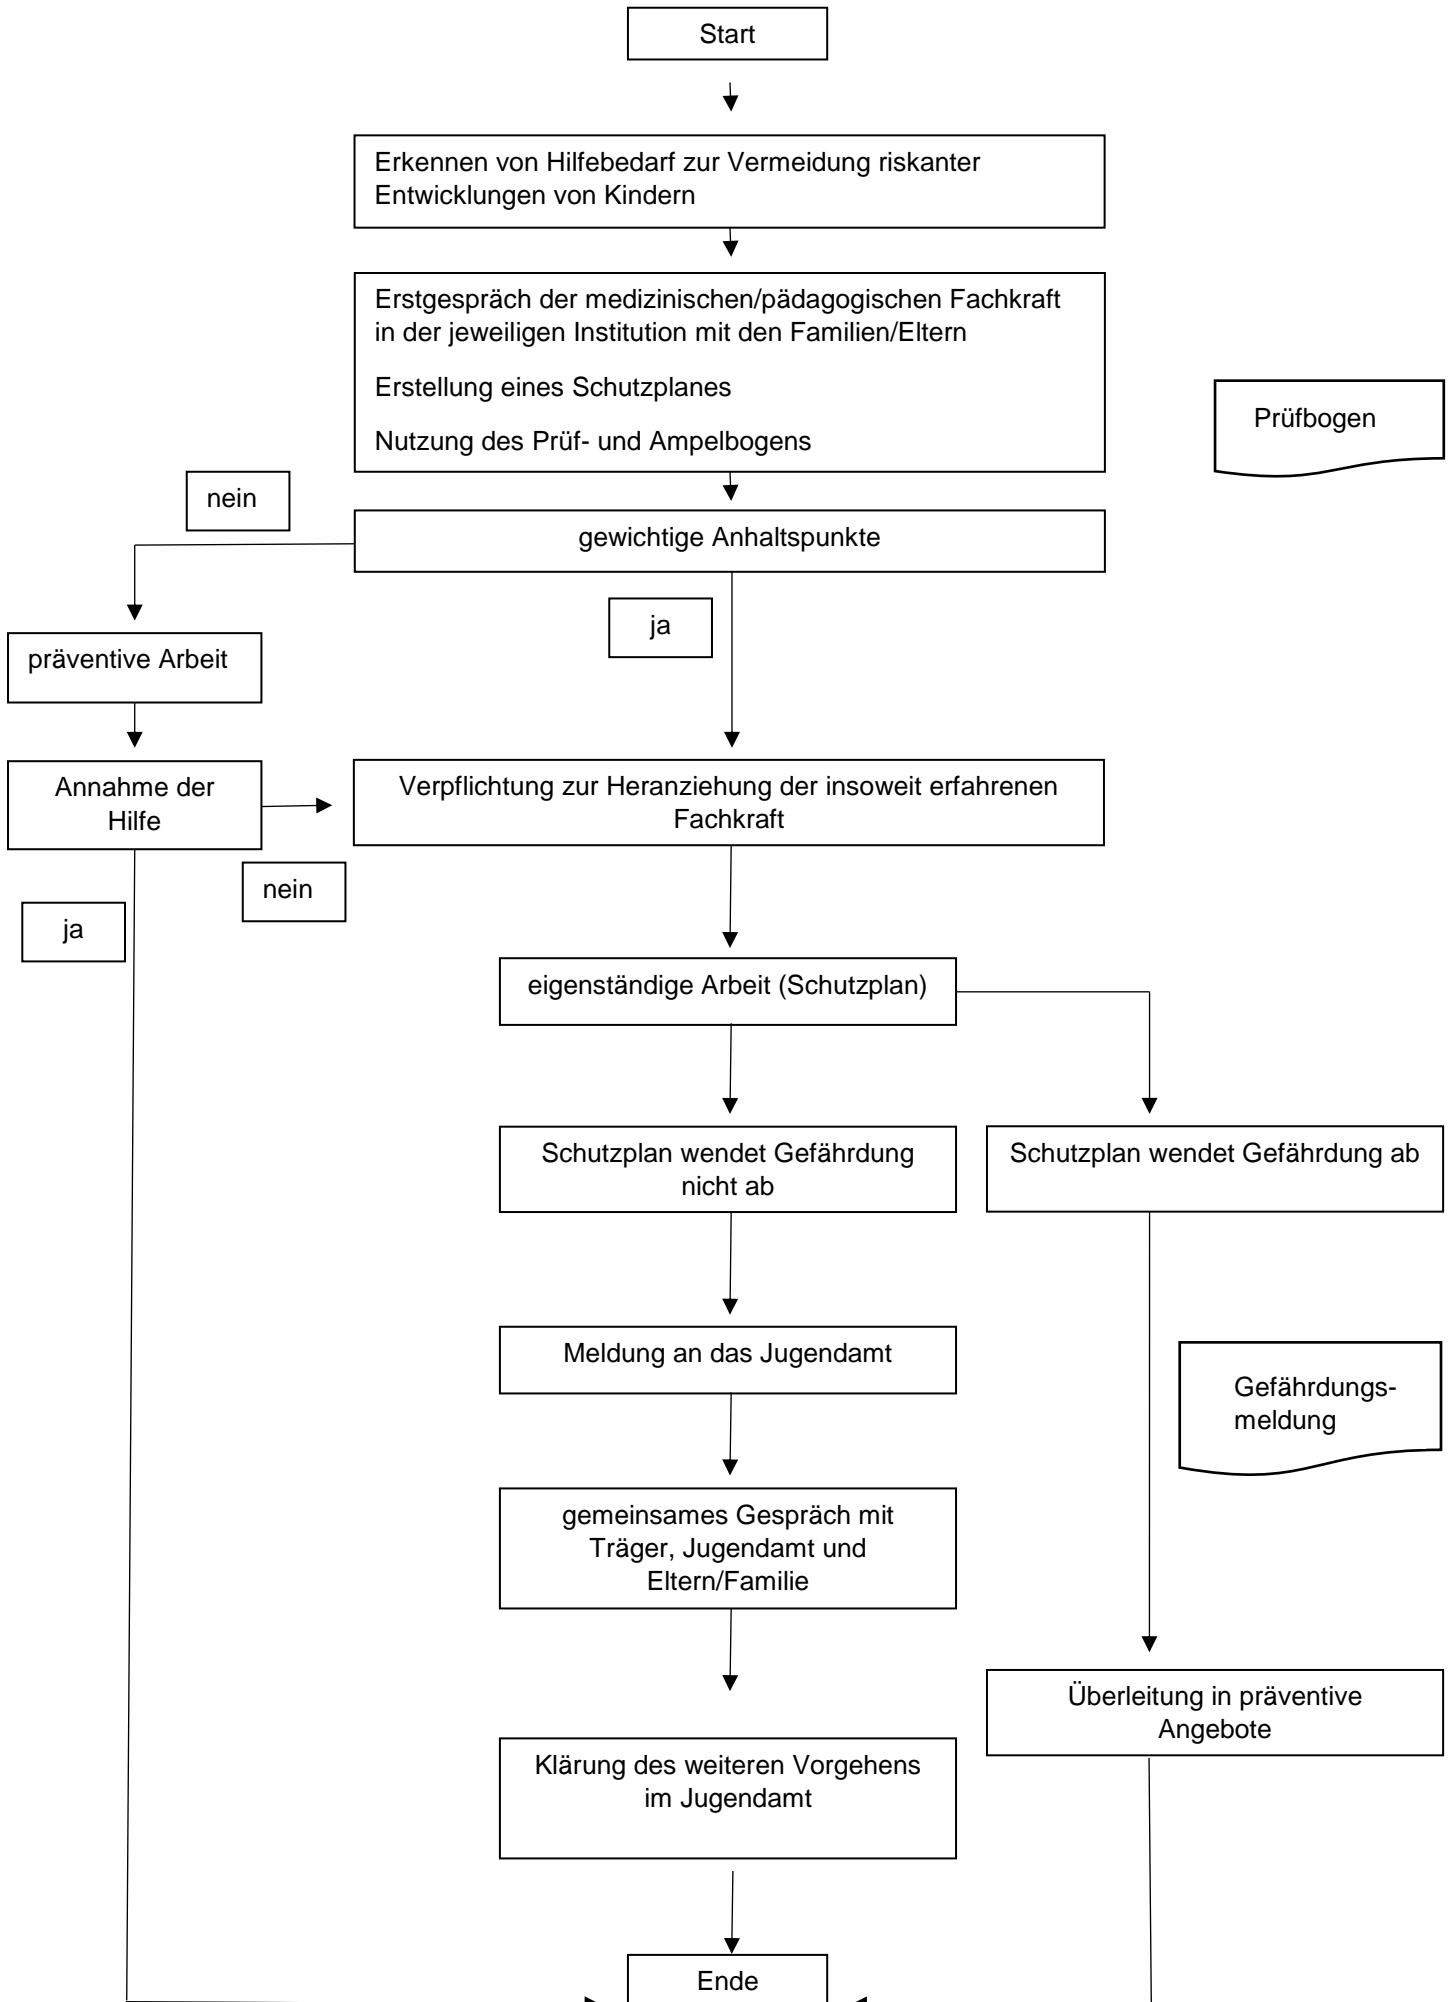 Start
Erkennen von Hilfebedarf zur Vermeidung riskanter
Entwicklungen von Kindern
Erstgespräch der medizinischen/pädagogischen Fachkraft
in der jeweiligen Institution mit den Familien/Eltern
Erstellung eines Schutzplanes
Nutzung des Prüf- und Ampelbogens
Prüfbogen
nein
gewichtige Anhaltspunkte
ja
präventive Arbeit
Annahme der
Hilfe
Verpflichtung zur Heranziehung der insoweit erfahrenen
Fachkraft
nein
ja
eigenständige Arbeit (Schutzplan)
Schutzplan wendet Gefährdung
nicht ab
Schutzplan wendet Gefährdung ab
Meldung an das Jugendamt
Gefährdungs-
meldung
gemeinsames Gespräch mit
Träger, Jugendamt und
Eltern/Familie
Überleitung in präventive
Angebote
Klärung des weiteren Vorgehens
im Jugendamt
Ende